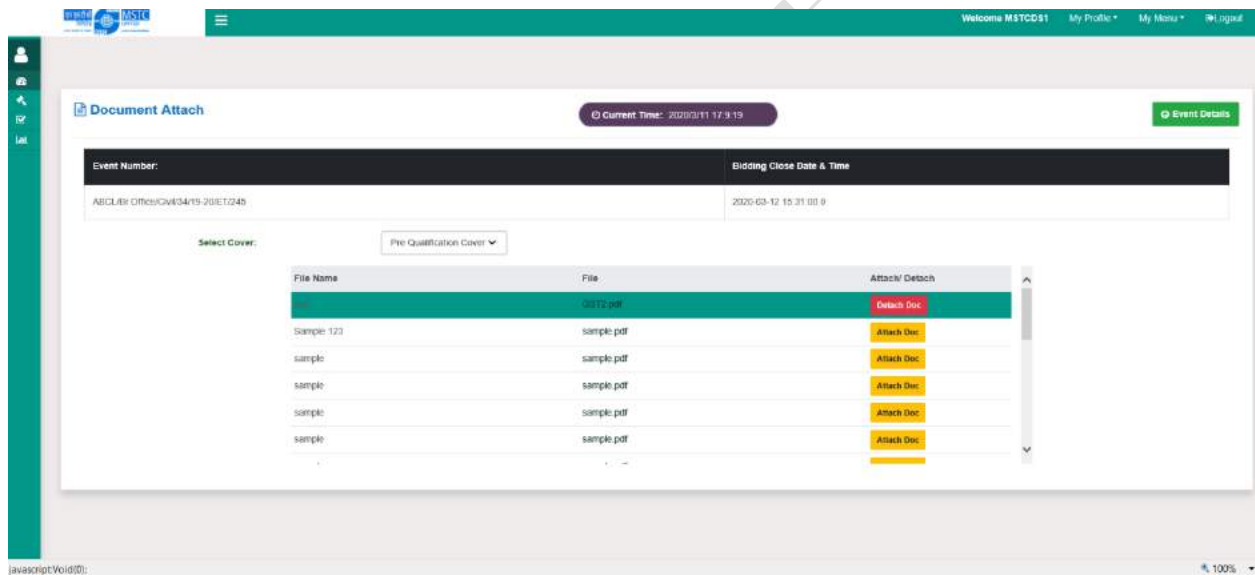 MSTC
Welcome MSTCDS1 My Profile My Menu Logout
Document Attach
Current Time: 2020/3/11 17:9:19
Event Details
Event Number: Bidding Close Date & Time
ABCL/Br Office/Civil/34/19-20/ET/245 2020-03-12 15:31:00.0
Select Cover: Pre Qualification Cover
File Name File Attach/ Detach
GST2.pdf Detach Doc
Sample 123 sample.pdf Attach Doc
sample sample.pdf Attach Doc
sample sample.pdf Attach Doc
sample sample.pdf Attach Doc
sample sample.pdf Attach Doc
javascript:Void(0); 100%